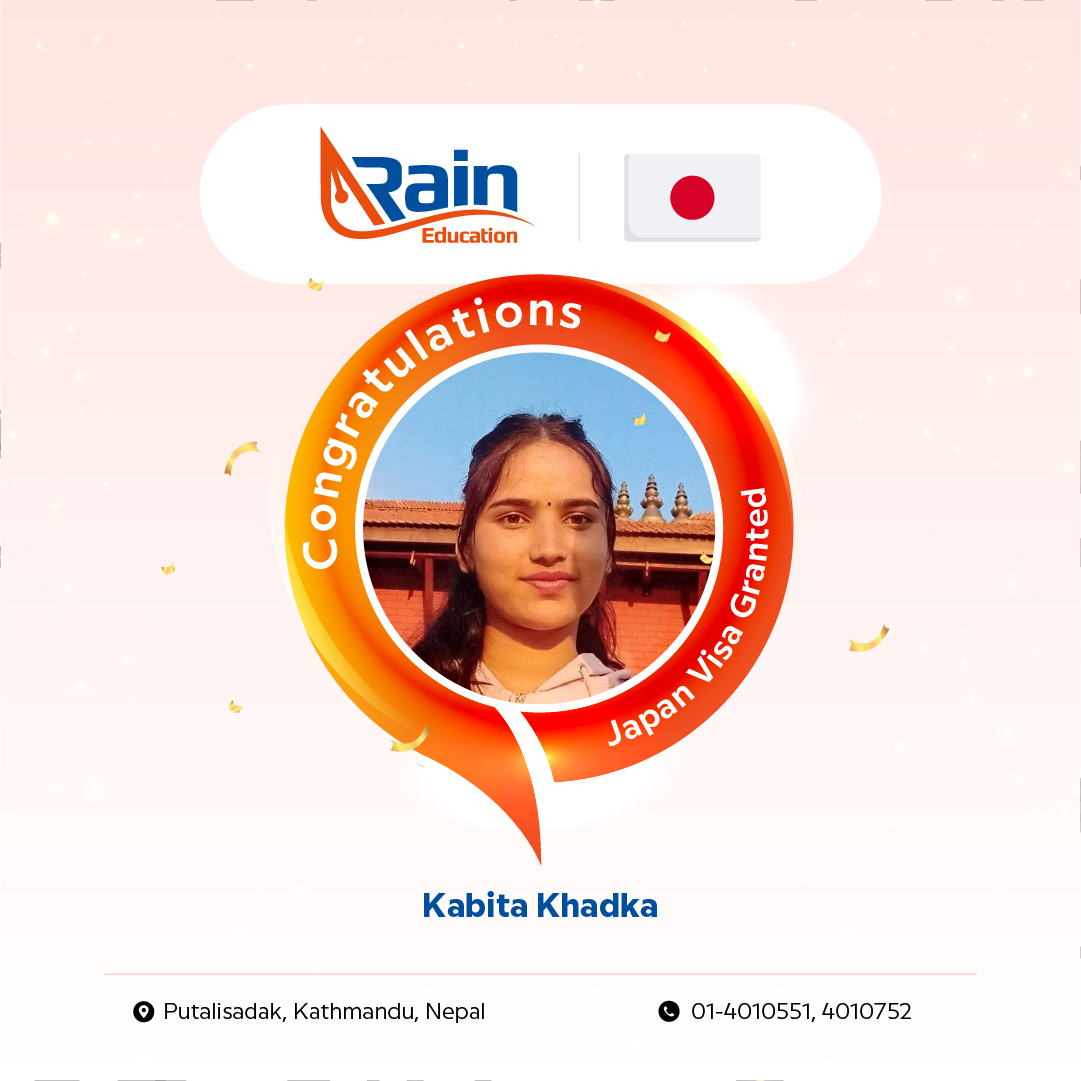 Rain
Education
Congratulations
Japan Visa Granted
Kabita Khadka
Putalisadak, Kathmandu, Nepal
01-4010551, 4010752